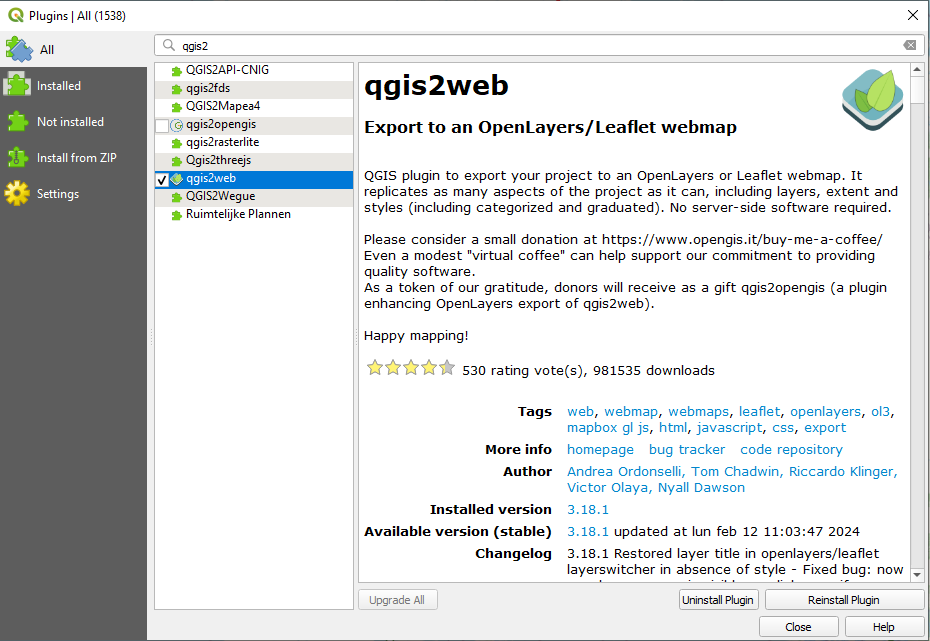 Plugins | All (1538)
All
Installed
Not installed
Install from ZIP
Settings
qgis2
QGIS2API-CNIG
qgis2fds
QGIS2Mapea4
qgis2opengis
qgis2rasterlite
Qgis2threejs
qgis2web
QGIS2Wegue
Ruimtelijke Plannen
qgis2web
Export to an OpenLayers/Leaflet webmap
QGIS plugin to export your project to an OpenLayers or Leaflet webmap. It
replicates as many aspects of the project as it can, including layers, extent and
styles (including categorized and graduated). No server-side software required.
Please consider a small donation at https://www.opengis.it/buy-me-a-coffee/
Even a modest "virtual coffee" can help support our commitment to providing
quality software.
As a token of our gratitude, donors will receive as a gift qgis2opengis (a plugin
enhancing OpenLayers export of qgis2web).
Happy mapping!
530 rating vote(s), 981535 downloads
Tags web, webmap, webmaps, leaflet, openlayers, ol3,
mapbox gl js, html, javascript, css, export
More info homepage bug tracker code repository
Author Andrea Ordonselli, Tom Chadwin, Riccardo Klinger,
Victor Olaya, Nyall Dawson
Installed version 3.18.1
Available version (stable) 3.18.1 updated at lun feb 12 11:03:47 2024
Changelog 3.18.1 Restored layer title in openlayers/leaflet
layerswitcher in absence of style - Fixed bug: now
Upgrade All
Uninstall Plugin
Reinstall Plugin
Close
Help